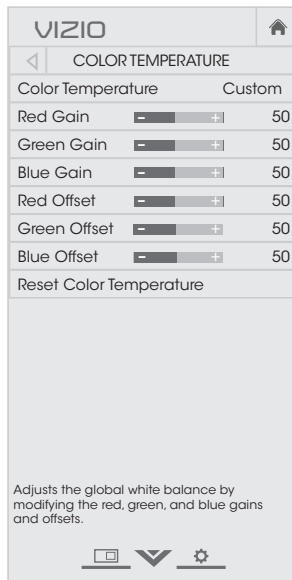 VIZIO
COLOR TEMPERATURE
Color Temperature Custom
Red Gain - + 50
Green Gain - + 50
Blue Gain - + 50
Red Offset - + 50
Green Offset - + 50
Blue Offset - + 50
Reset Color Temperature
Adjusts the global white balance by
modifying the red, green, and blue gains
and offsets.